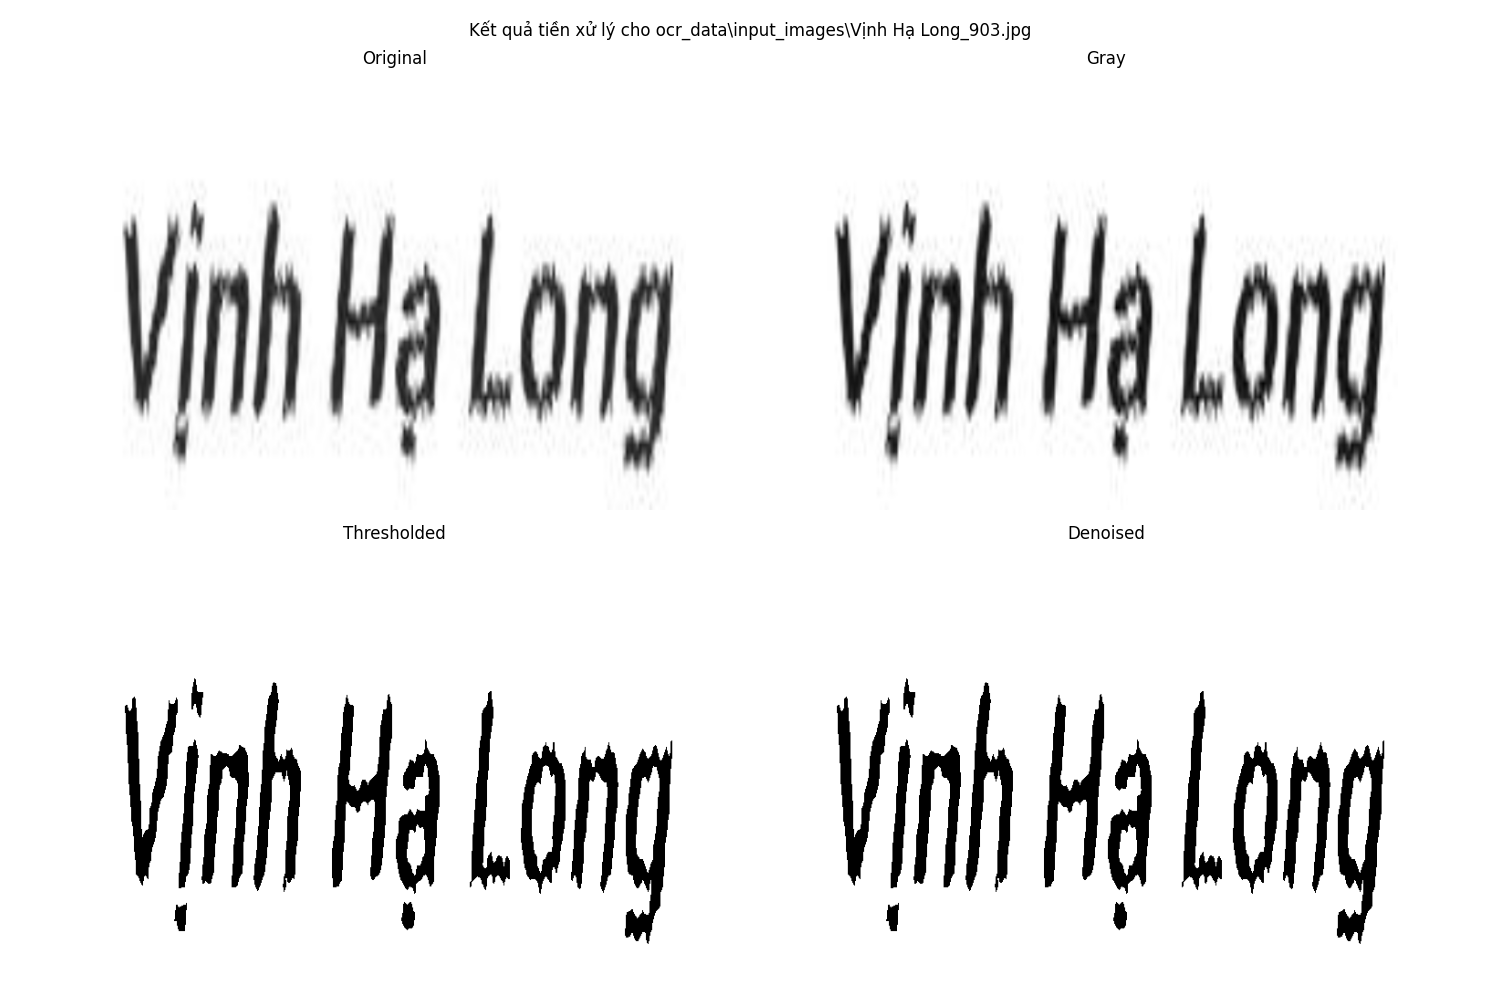 Kết quả tiền xử lý cho ocr_data\input_images\Vịnh Hạ Long_903.jpg
Original
Gray
Vịnh Hạ Long
Vịnh Hạ Long
Thresholded
Denoised
Vịnh Hạ Long
Vịnh Hạ Long